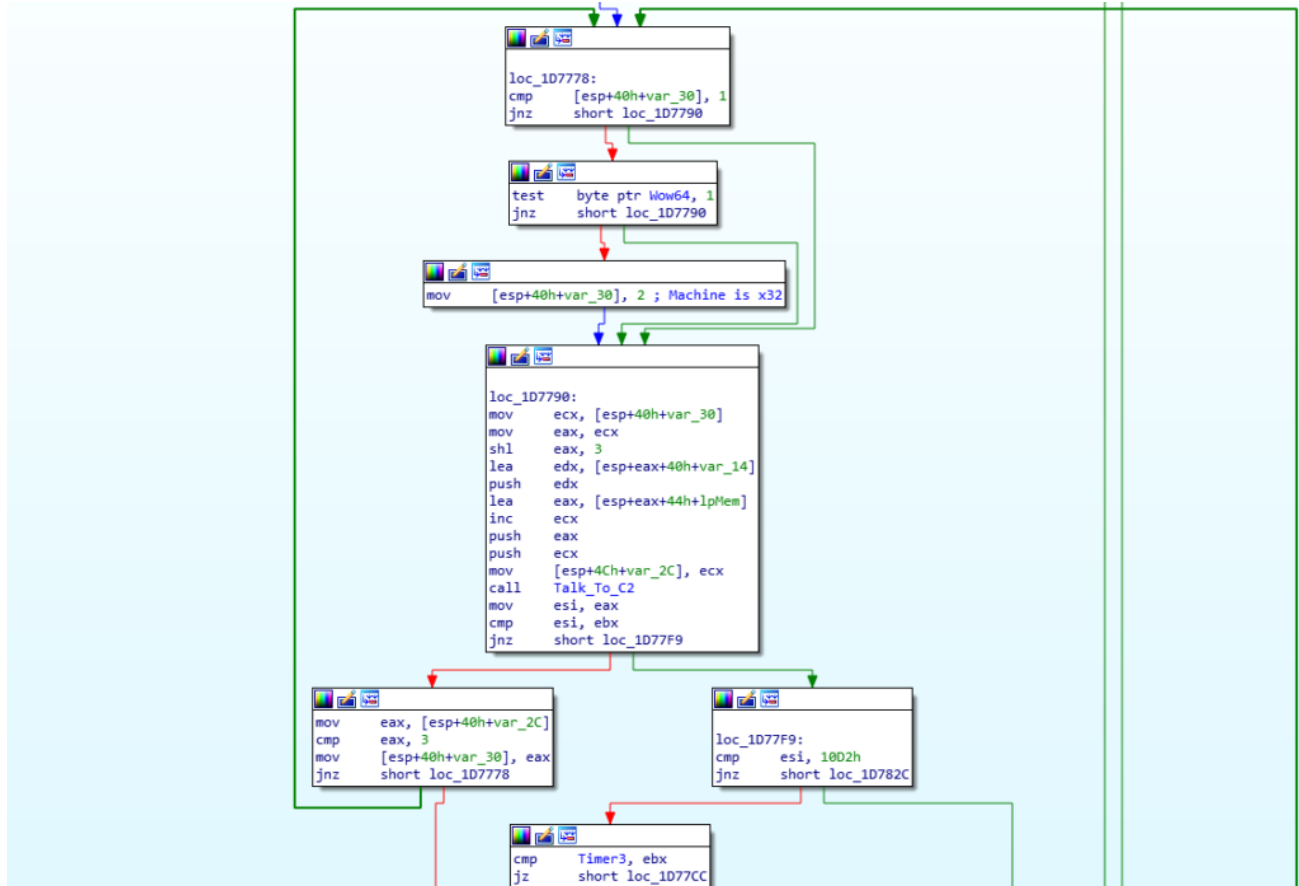 loc_1D7778:
cmp     [esp+40h+var_30], 1
jnz     short loc_1D7790
test    byte ptr Wow64, 1
jnz     short loc_1D7790
mov     [esp+40h+var_30], 2 ; Machine is x32
loc_1D7790:
mov     ecx, [esp+40h+var_30]
mov     eax, ecx
shl     eax, 3
lea     edx, [esp+eax+40h+var_14]
push    edx
lea     eax, [esp+eax+44h+lpMem]
inc     ecx
push    eax
push    ecx
mov     [esp+4Ch+var_2C], ecx
call    Talk_To_C2
mov     esi, eax
cmp     esi, ebx
jnz     short loc_1D77F9
mov     eax, [esp+40h+var_2C]
cmp     eax, 3
mov     [esp+40h+var_30], eax
jnz     short loc_1D7778
loc_1D77F9:
cmp     esi, 10D2h
jnz     short loc_1D782C
cmp     Timer3, ebx
jz      short loc_1D77CC